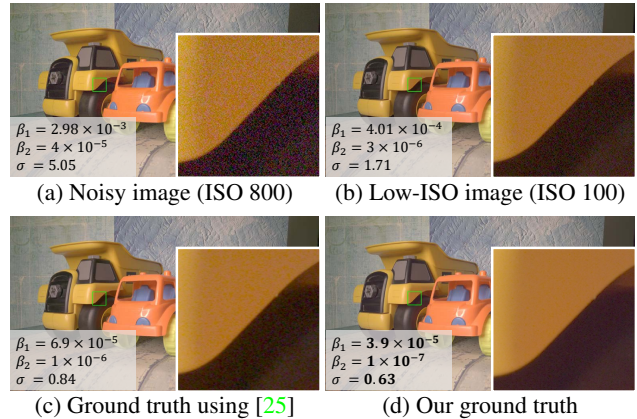 β₁ = 2.98 × 10⁻³
β₂ = 4 × 10⁻⁵
σ = 5.05
(a) Noisy image (ISO 800)
β₁ = 4.01 × 10⁻⁴
β₂ = 3 × 10⁻⁶
σ = 1.71
(b) Low-ISO image (ISO 100)
β₁ = 6.9 × 10⁻⁵
β₂ = 1 × 10⁻⁶
σ = 0.84
(c) Ground truth using [25]
β₁ = 3.9 × 10⁻⁵
β₂ = 1 × 10⁻⁷
σ = 0.63
(d) Our ground truth